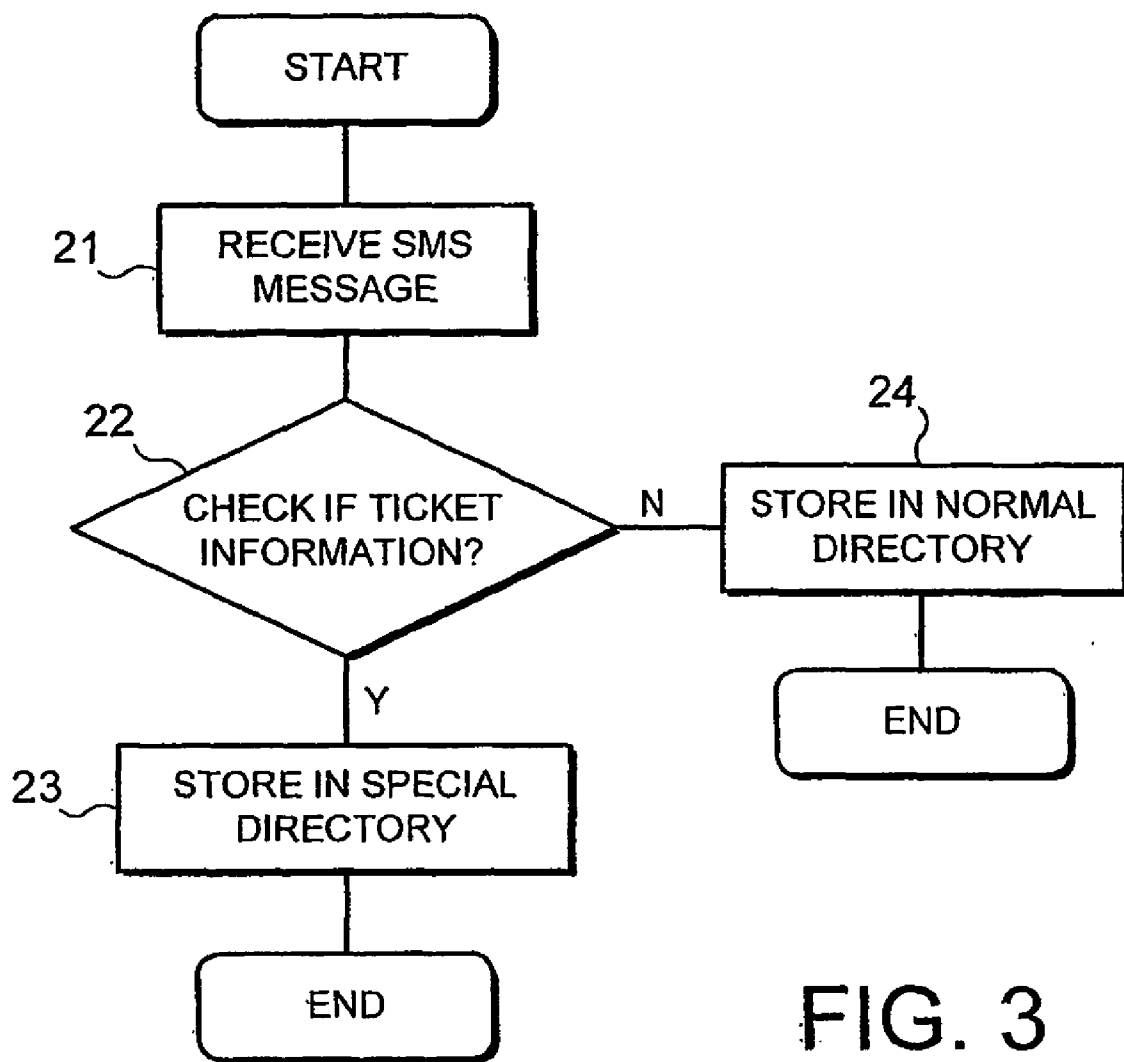 START
21
RECEIVE SMS
MESSAGE
22
CHECK IF TICKET
INFORMATION?
N
24
STORE IN NORMAL
DIRECTORY
END
Y
23
STORE IN SPECIAL
DIRECTORY
END
FIG. 3